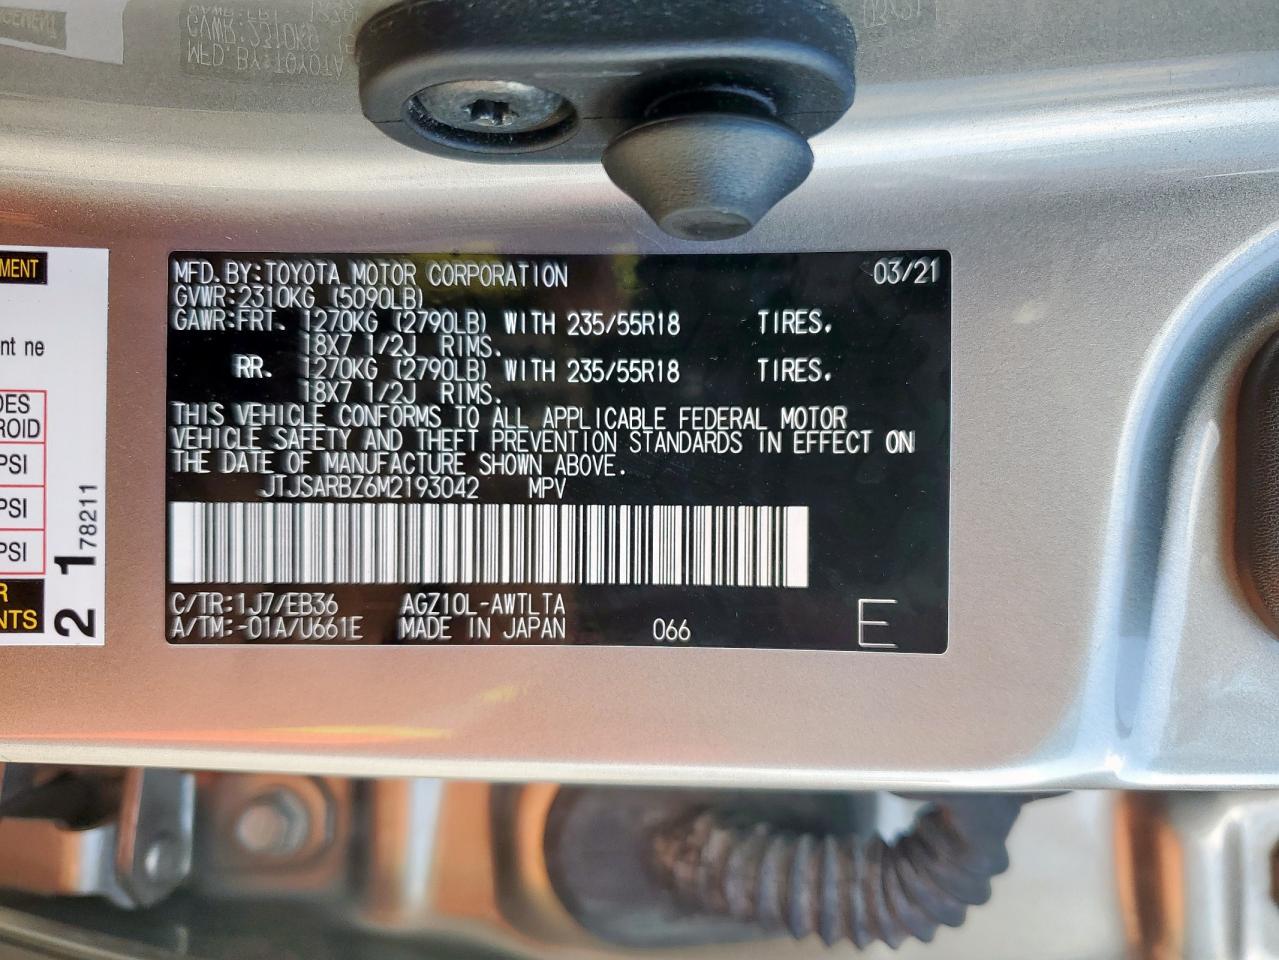 MENT
nt ne
DES
ROID
PSI
PSI
PSI
R
NTS
2 1 78211
MFD. BY: TOYOTA MOTOR CORPORATION 03/21
GVWR: 2310KG (5090LB)
GAWR: FRT. 1270KG (2790LB) WITH 235/55R18 TIRES.
18X7 1/2J RIMS.
RR. 1270KG (2790LB) WITH 235/55R18 TIRES.
18X7 1/2J RIMS.
THIS VEHICLE CONFORMS TO ALL APPLICABLE FEDERAL MOTOR
VEHICLE SAFETY AND THEFT PREVENTION STANDARDS IN EFFECT ON
THE DATE OF MANUFACTURE SHOWN ABOVE.
JTJSARBZ6M2193042 MPV
C/TR: 1J7/EB36 AGZ10L-AWTLTA
A/TM: -01A/U661E MADE IN JAPAN 066 E